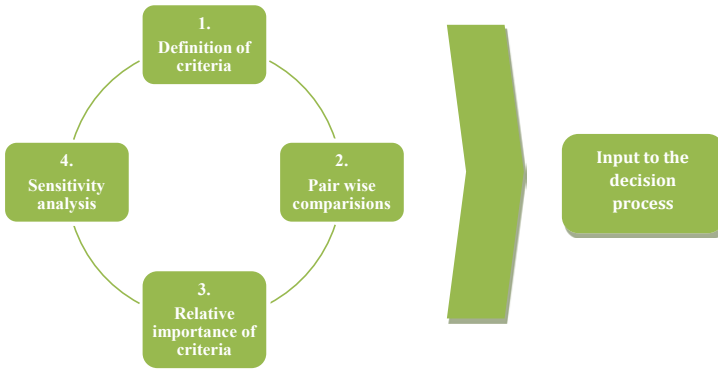 1.
Definition of
criteria
2.
Pair wise
comparisions
3.
Relative
importance of
criteria
4.
Sensitivity
analysis
Input to the
decision
process